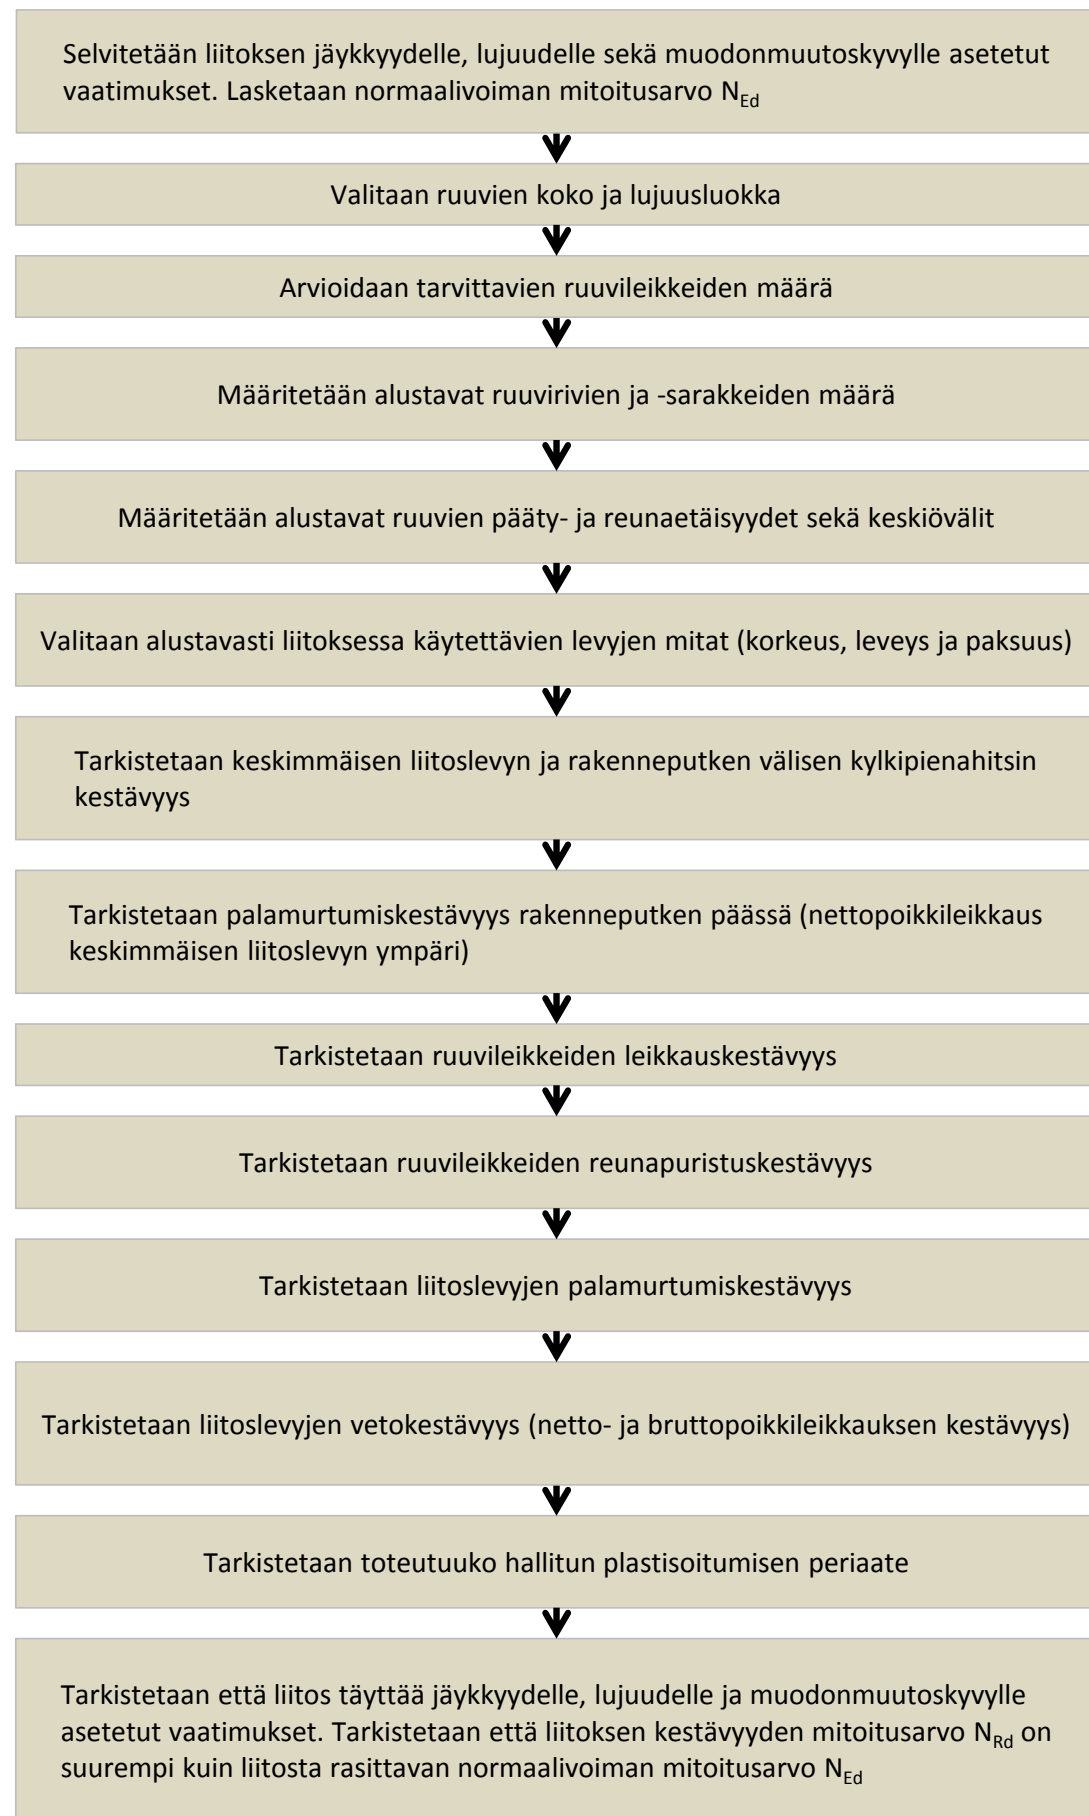 Selvitetään liitoksen jäykkyydelle, lujuudelle sekä muodonmuutoskyvylle asetetut
vaatimukset. Lasketaan normaalivoiman mitoitusarvo N_Ed
Valitaan ruuvien koko ja lujuusluokka
Arvioidaan tarvittavien ruuvileikkeiden määrä
Määritetään alustavat ruuvirivien ja -sarakkeiden määrä
Määritetään alustavat ruuvien pääty- ja reunaetäisyydet sekä keskiövälit
Valitaan alustavasti liitoksessa käytettävien levyjen mitat (korkeus, leveys ja paksuus)
Tarkistetaan keskimmäisen liitoslevyn ja rakenneputken välisen kylkipienahitsin
kestävyys
Tarkistetaan palamurtumiskestävyys rakenneputken päässä (nettopoikkileikkaus
keskimmäisen liitoslevyn ympäri)
Tarkistetaan ruuvileikkeiden leikkauskestävyys
Tarkistetaan ruuvileikkeiden reunapuristuskestävyys
Tarkistetaan liitoslevyjen palamurtumiskestävyys
Tarkistetaan liitoslevyjen vetokestävyys (netto- ja bruttopoikkileikkauksen kestävyys)
Tarkistetaan toteutuuko hallitun plastisoitumisen periaate
Tarkistetaan että liitos täyttää jäykkyydelle, lujuudelle ja muodonmuutoskyvylle
asetetut vaatimukset. Tarkistetaan että liitoksen kestävyyden mitoitusarvo N_Rd on
suurempi kuin liitosta rasittavan normaalivoiman mitoitusarvo N_Ed